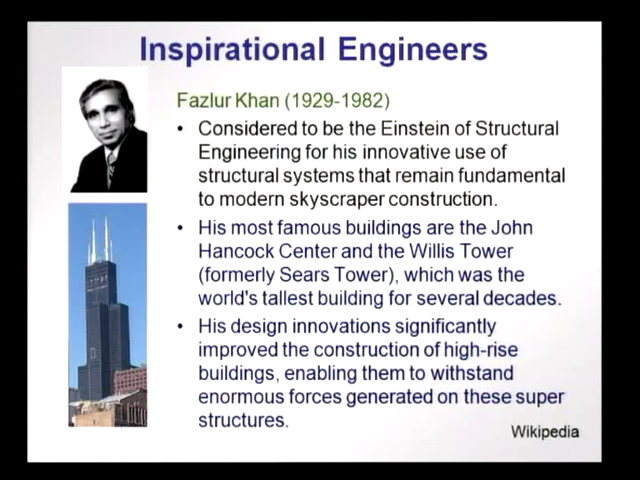 Inspirational Engineers
Fazlur Khan (1929-1982)
• Considered to be the Einstein of Structural
Engineering for his innovative use of
structural systems that remain fundamental
to modern skyscraper construction.
• His most famous buildings are the John
Hancock Center and the Willis Tower
(formerly Sears Tower), which was the
world's tallest building for several decades.
• His design innovations significantly
improved the construction of high-rise
buildings, enabling them to withstand
enormous forces generated on these super
structures.
Wikipedia